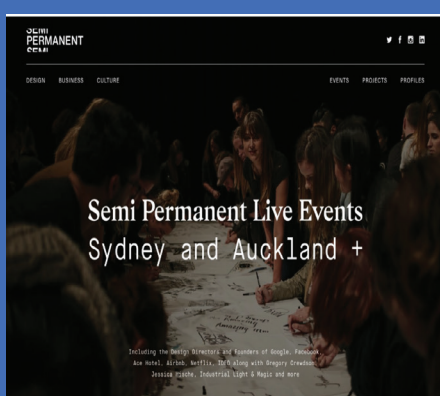 SEMI
PERMANENT
SEMI
DESIGN BUSINESS CULTURE
EVENTS PROJECTS PROFILES
Semi Permanent Live Events
Sydney and Auckland +
Including the Design Directors and Founders of Google, Facebook,
Ace Hotel, Airbnb, Netflix, IDEO along with Gregory Crewdson,
Jessica Hische, Industrial Light & Magic and more